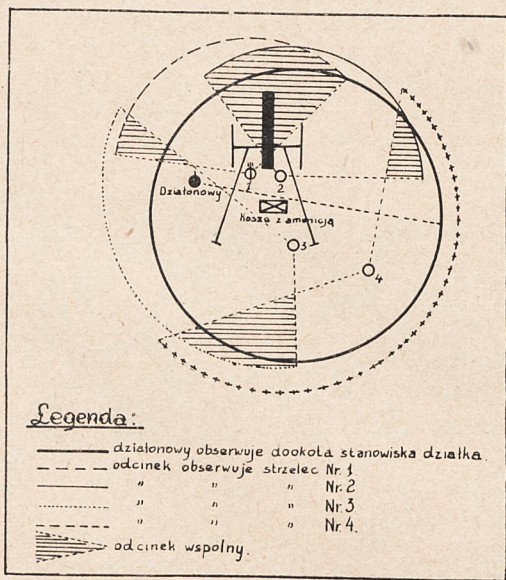 1
2
Działonowy
Kosze z amunicją
3
4
Legenda:
działonowy obserwuje dookoła stanowiska działka.
odcinek obserwuje strzelec Nr. 1
" " " Nr. 2
" " " Nr. 3
" " " Nr. 4.
odcinek wspolny.